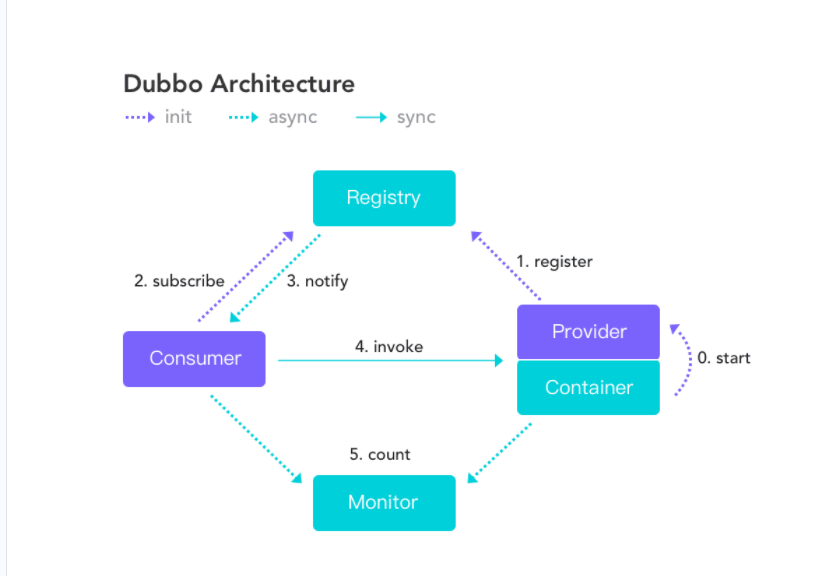 Dubbo Architecture
init async sync
Registry
1. register
2. subscribe 3. notify
Provider
4. invoke
Consumer
0. start
Container
5. count
Monitor